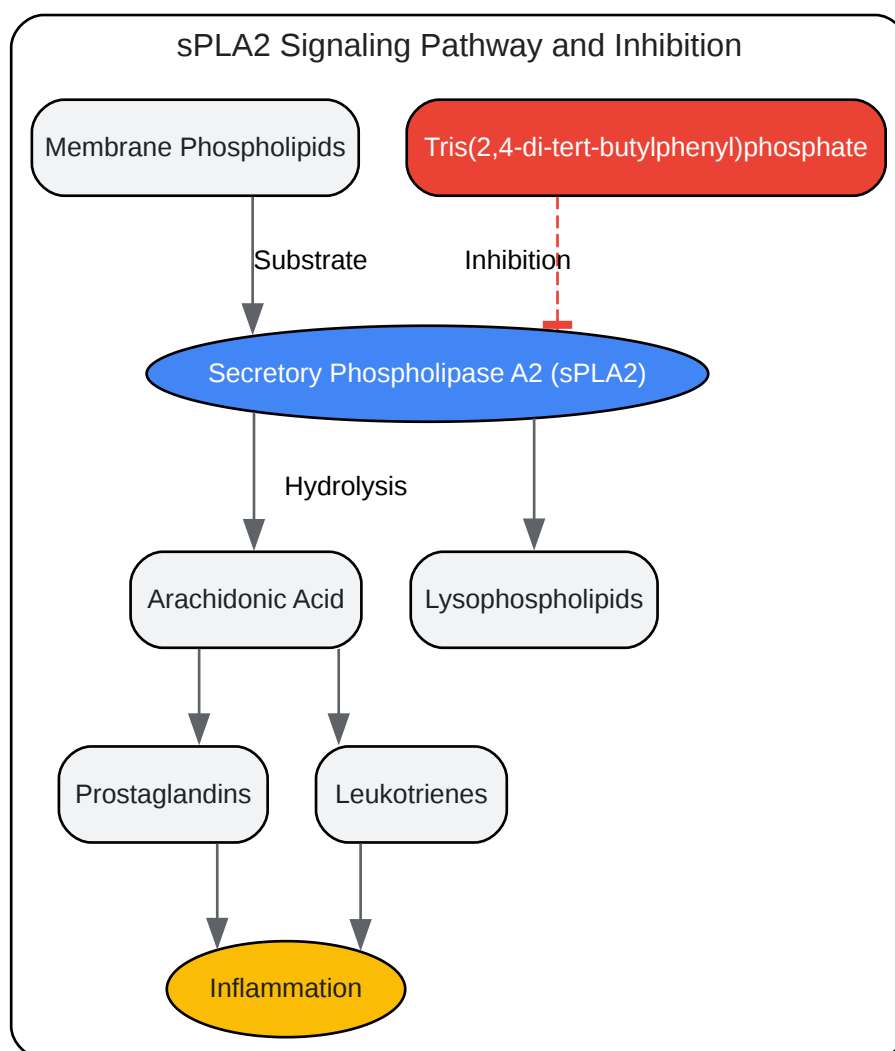 sPLA2 Signaling Pathway and Inhibition
Membrane Phospholipids
Tris(2,4-di-tert-butylphenyl)phosphate
Substrate
Inhibition
Secretory Phospholipase A2 (sPLA2)
Hydrolysis
Arachidonic Acid
Lysophospholipids
Prostaglandins
Leukotrienes
Inflammation